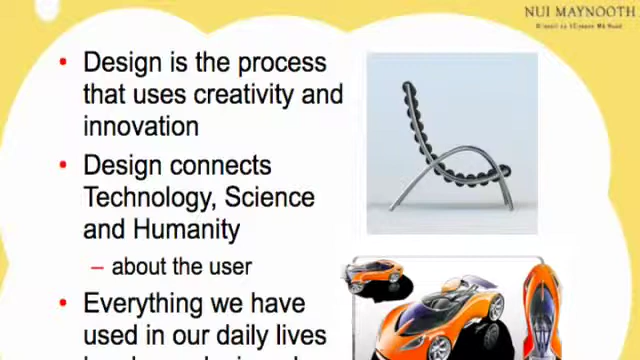 NUI MAYNOOTH
• Design is the process
that uses creativity and
innovation
• Design connects
Technology, Science
and Humanity
– about the user
• Everything we have
used in our daily lives